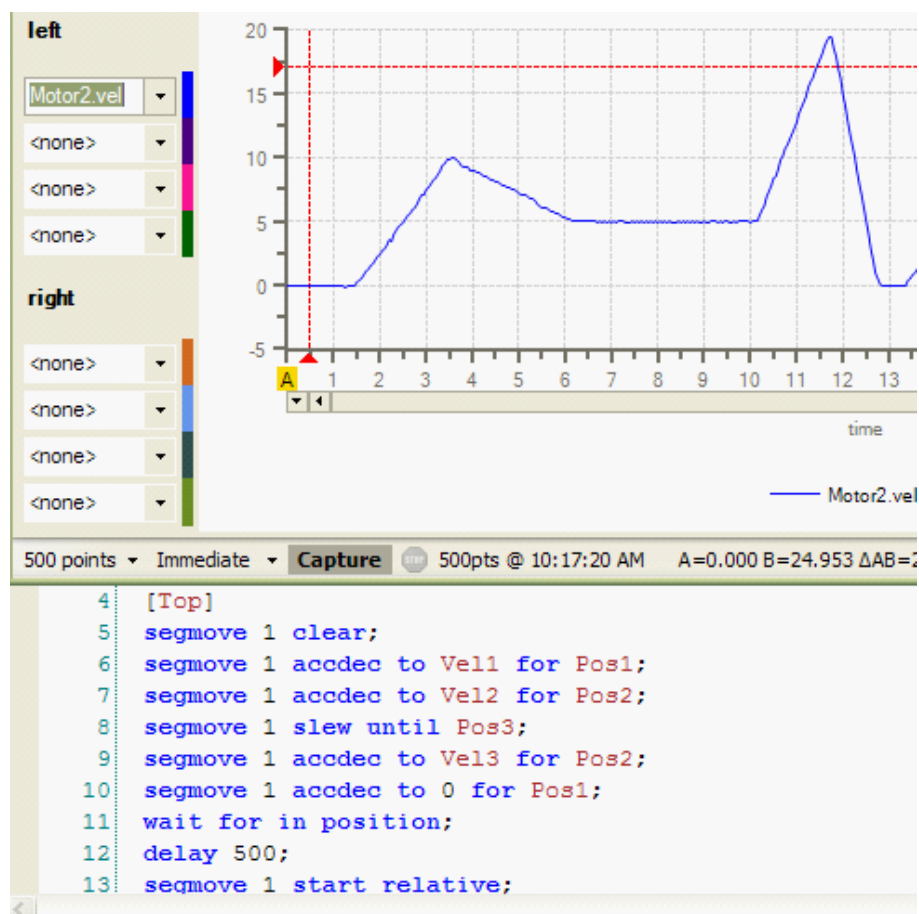 left
Motor2.vel
<none>
<none>
<none>
right
<none>
<none>
<none>
<none>
20
15
10
5
0
-5
A 1 2 3 4 5 6 7 8 9 10 11 12 13
time
Motor2.vel
500 points Immediate Capture STOP 500pts @ 10:17:20 AM A=0.000 B=24.953 ΔAB=2
4 [Top]
5 segmove 1 clear;
6 segmove 1 accdec to Vel1 for Pos1;
7 segmove 1 accdec to Vel2 for Pos2;
8 segmove 1 slew until Pos3;
9 segmove 1 accdec to Vel3 for Pos2;
10 segmove 1 accdec to 0 for Pos1;
11 wait for in position;
12 delay 500;
13 segmove 1 start relative;